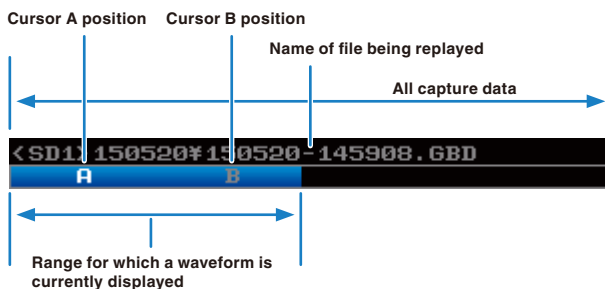 Cursor A position
Cursor B position
Name of file being replayed
All capture data
<SD1>150520¥150520-145908.GBD
A
B
Range for which a waveform is
currently displayed